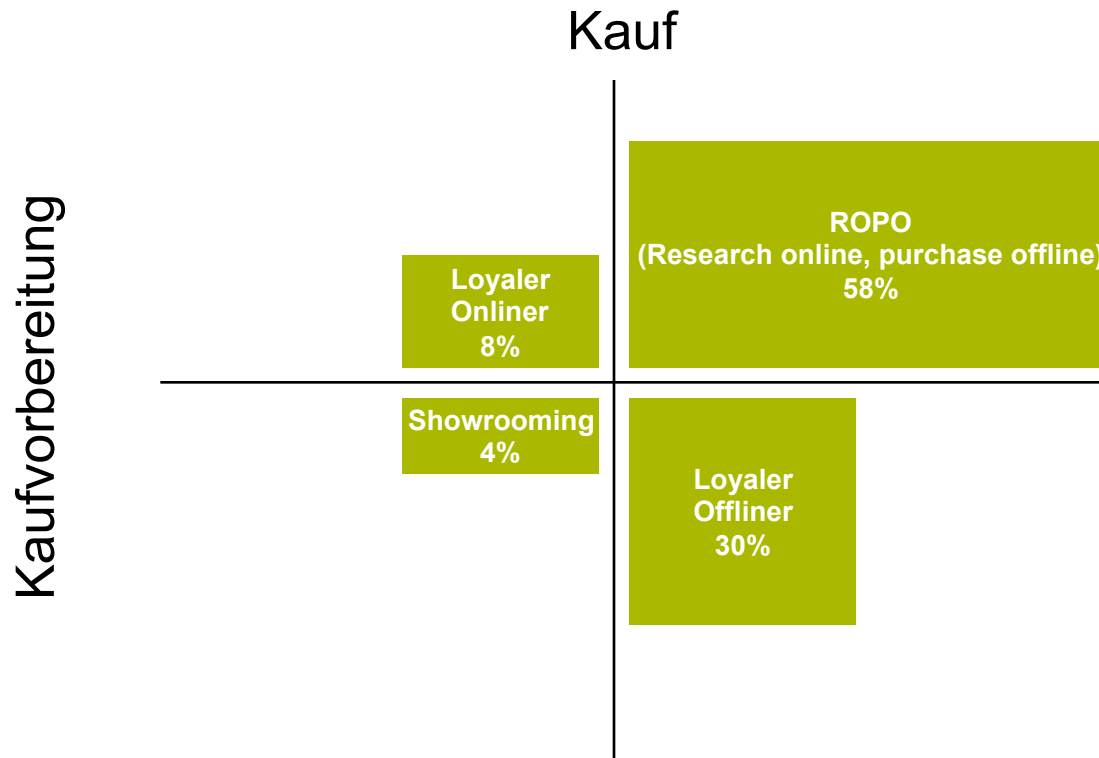 Kauf
Kaufvorbereitung
ROPO
(Research online, purchase offline)
58%
Loyaler
Onliner
8%
Showrooming
4%
Loyaler
Offliner
30%